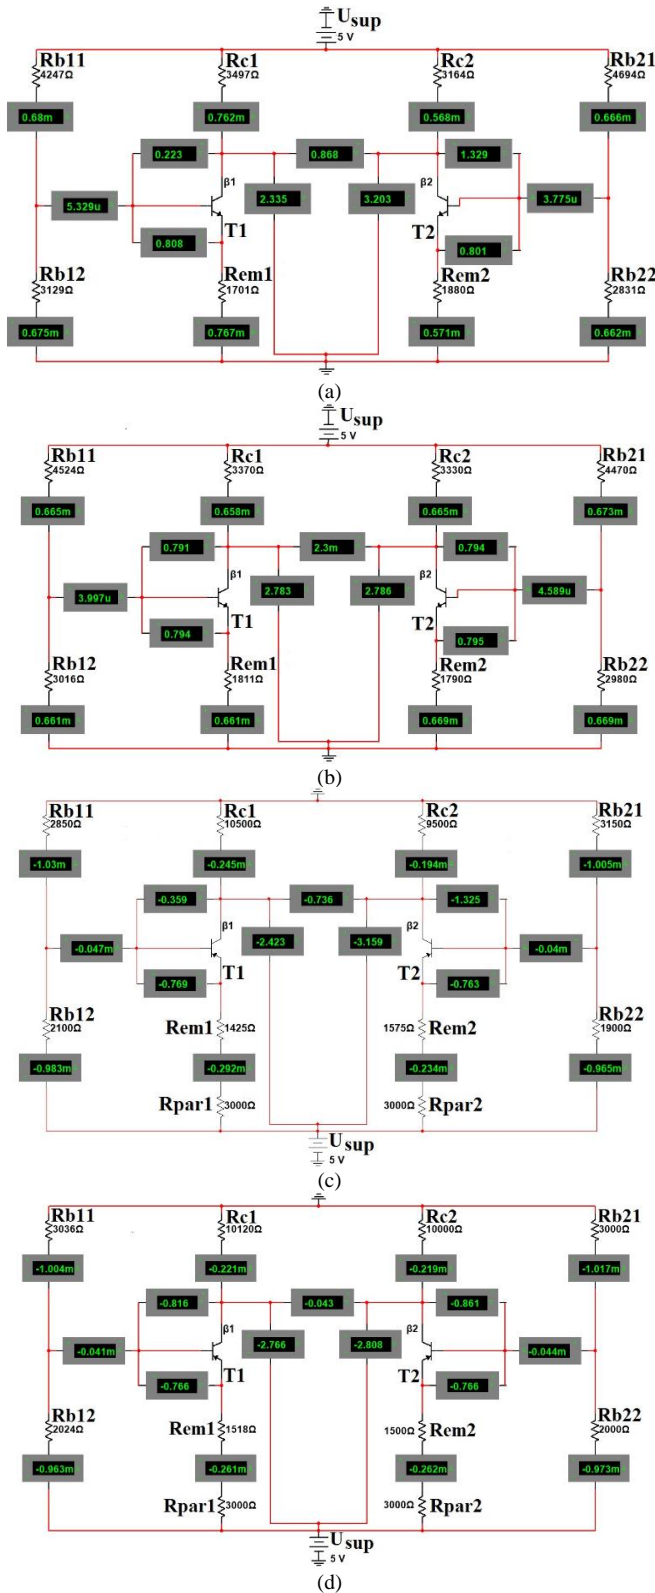 Usup
5 V
Rb11 Rc1 Rc2 Rb21
4247Ω 3497Ω 3164Ω 4694Ω
0.68m 0.762m 0.568m 0.666m
0.223 0.868 1.329
β1 β2
5.329u 2.335 3.203 3.775u
T1 T2
0.808 0.801
Rb12 Rem1 Rem2 Rb22
3129Ω 1701Ω 1880Ω 2831Ω
0.675m 0.767m 0.571m 0.662m
(a)
Usup
5 V
Rb11 Rc1 Rc2 Rb21
4524Ω 3370Ω 3330Ω 4470Ω
0.665m 0.658m 0.665m 0.673m
0.791 2.3m 0.794
β1 β2
3.997u 2.783 2.786 4.589u
T1 T2
0.794 0.795
Rb12 Rem1 Rem2 Rb22
3016Ω 1811Ω 1790Ω 2980Ω
0.661m 0.661m 0.669m 0.669m
(b)
Rb11 Rc1 Rc2 Rb21
2850Ω 10500Ω 9500Ω 3150Ω
-1.03m -0.245m -0.194m -1.005m
-0.359 -0.736 -1.325
β1 β2
-0.047m -2.423 -3.159 -0.04m
T1 T2
-0.769 -0.763
Rb12 Rem1 Rem2 Rb22
2100Ω 1425Ω 1575Ω 1900Ω
-0.983m -0.292m -0.234m -0.965m
Rpar1 3000Ω 3000Ω Rpar2
Usup
5 V
(c)
Rb11 Rc1 Rc2 Rb21
3036Ω 10120Ω 10000Ω 3000Ω
-1.004m -0.221m -0.219m -1.017m
-0.816 -0.043 -0.861
β1 β2
-0.041m -2.766 -2.808 -0.044m
T1 T2
-0.766 -0.766
Rb12 Rem1 Rem2 Rb22
2024Ω 1518Ω 1500Ω 2000Ω
-0.963m -0.261m -0.262m -0.973m
Rpar1 3000Ω 3000Ω Rpar2
Usup
5 V
(d)